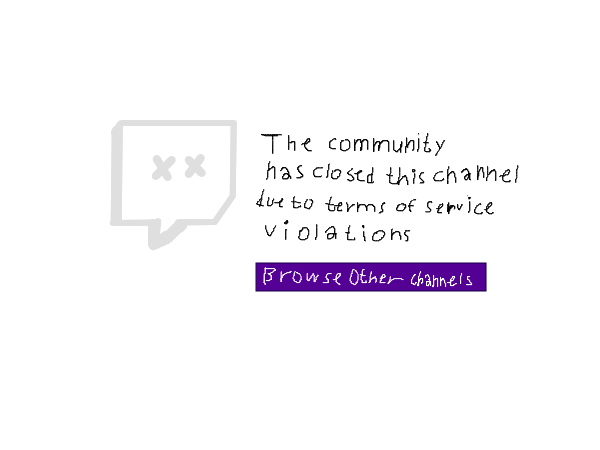 The community
has closed this channel
due to terms of service
violations
Browse Other channels